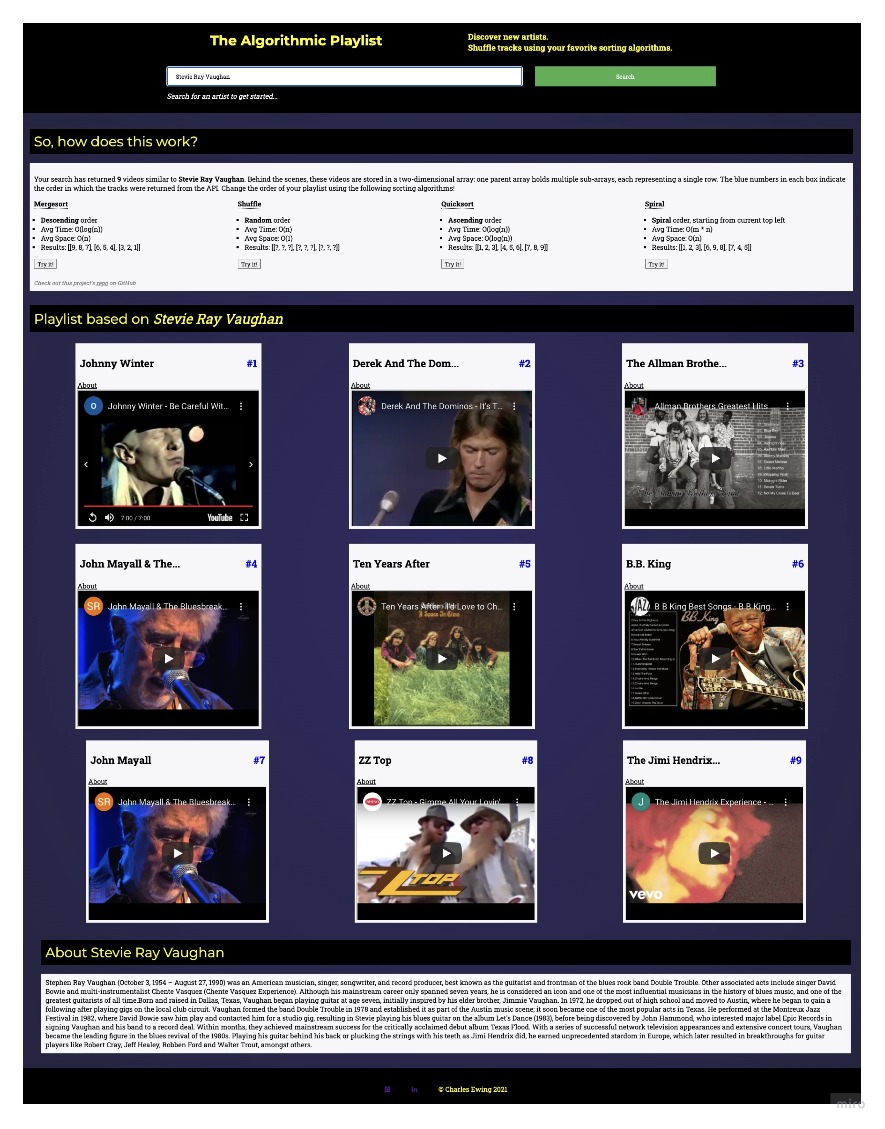 The Algorithmic Playlist
Discover new artists.
Shuffle tracks using your favorite sorting algorithms.
Stevie Ray Vaughan
Search
Search for an artist to get started...
So, how does this work?
Your search has returned 9 videos similar to Stevie Ray Vaughan. Behind the scenes, these videos are stored in a two-dimensional array: one parent array holds multiple sub-arrays, each representing a single row. The blue numbers in each box indicate
the order in which the tracks were returned from the API. Change the order of your playlist using the following sorting algorithms!
Mergesort
Descending order
Avg Time: O(log(n))
Avg Space: O(n)
Results: [[9, 8, 7], [6, 5, 4], [3, 2, 1]]
Try it!
Shuffle
Random order
Avg Time: O(n)
Avg Space: O(1)
Results: [[?, ?, ?], [?, ?, ?], [?, ?, ?]]
Try it!
Quicksort
Ascending order
Avg Time: O(log(n))
Avg Space: O(log(n))
Results: [[1, 2, 3], [4, 5, 6], [7, 8, 9]]
Try it!
Spiral
Spiral order, starting from current top left
Avg Time: O(m * n)
Avg Space: O(n)
Results: [[1, 2, 3], [6, 9, 8], [7, 4, 5]]
Try it!
Check out this project's repo on GitHub
Playlist based on Stevie Ray Vaughan
Johnny Winter #1
About
O Johnny Winter - Be Careful Wit...
7:00 / 7:00 YouTube
Derek And The Dom... #2
About
Derek And The Dominos - It's T...
The Allman Brothe... #3
About
Allman Brothers Greatest Hits
John Mayall & The... #4
About
SR John Mayall & The Bluesbreak...
Ten Years After #5
About
Ten Years After - I'd Love to Ch...
B.B. King #6
About
JAZZ B B King Best Songs - B B King...
BB.King
John Mayall #7
About
SR John Mayall & The Bluesbreak...
ZZ Top #8
About
ZZ Top - Gimme All Your Lovin'...
ZZ TOP
The Jimi Hendrix... #9
About
J The Jimi Hendrix Experience - ...
vevo
About Stevie Ray Vaughan
Stephen Ray Vaughan (October 3, 1954 – August 27, 1990) was an American musician, singer, songwriter, and record producer, best known as the guitarist and frontman of the blues rock band Double Trouble. Other associated acts include singer David
Bowie and multi-instrumentalist Chente Vasquez (Chente Vasquez Experience). Although his mainstream career only spanned seven years, he is considered an icon and one of the most influential musicians in the history of blues music, and one of the
greatest guitarists of all time.Born and raised in Dallas, Texas, Vaughan began playing guitar at age seven, initially inspired by his elder brother, Jimmie Vaughan. In 1972, he dropped out of high school and moved to Austin, where he began to gain a
following after playing gigs on the local club circuit. Vaughan formed the band Double Trouble in 1978 and established it as part of the Austin music scene; it soon became one of the most popular acts in Texas. He performed at the Montreux Jazz
Festival in 1982, where David Bowie saw him play and contacted him for a studio gig, resulting in Stevie playing his blues guitar on the album Let's Dance (1983), before being discovered by John Hammond, who interested major label Epic Records in
signing Vaughan and his band to a record deal. Within months, they achieved mainstream success for the critically acclaimed debut album Texas Flood. With a series of successful network television appearances and extensive concert tours, Vaughan
became the leading figure in the blues revival of the 1980s. Playing his guitar behind his back or plucking the strings with his teeth as Jimi Hendrix did, he earned unprecedented stardom in Europe, which later resulted in breakthroughs for guitar
players like Robert Cray, Jeff Healey, Robben Ford and Walter Trout, amongst others.
in
© Charles Ewing 2021
miro